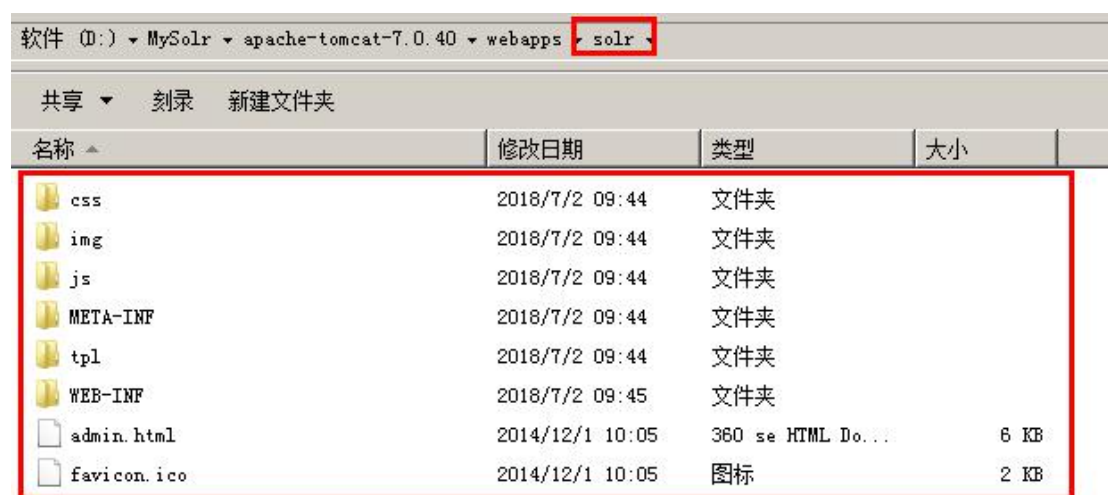 软件 (D:) ▾ MySolr ▾ apache-tomcat-7.0.40 ▾ webapps ▾ solr ▾
共享 ▼ 刻录 新建文件夹
名称 修改日期 类型 大小
css 2018/7/2 09:44 文件夹
img 2018/7/2 09:44 文件夹
js 2018/7/2 09:44 文件夹
META-INF 2018/7/2 09:44 文件夹
tpl 2018/7/2 09:44 文件夹
WEB-INF 2018/7/2 09:45 文件夹
admin.html 2014/12/1 10:05 360 se HTML Do... 6 KB
favicon.ico 2014/12/1 10:05 图标 2 KB